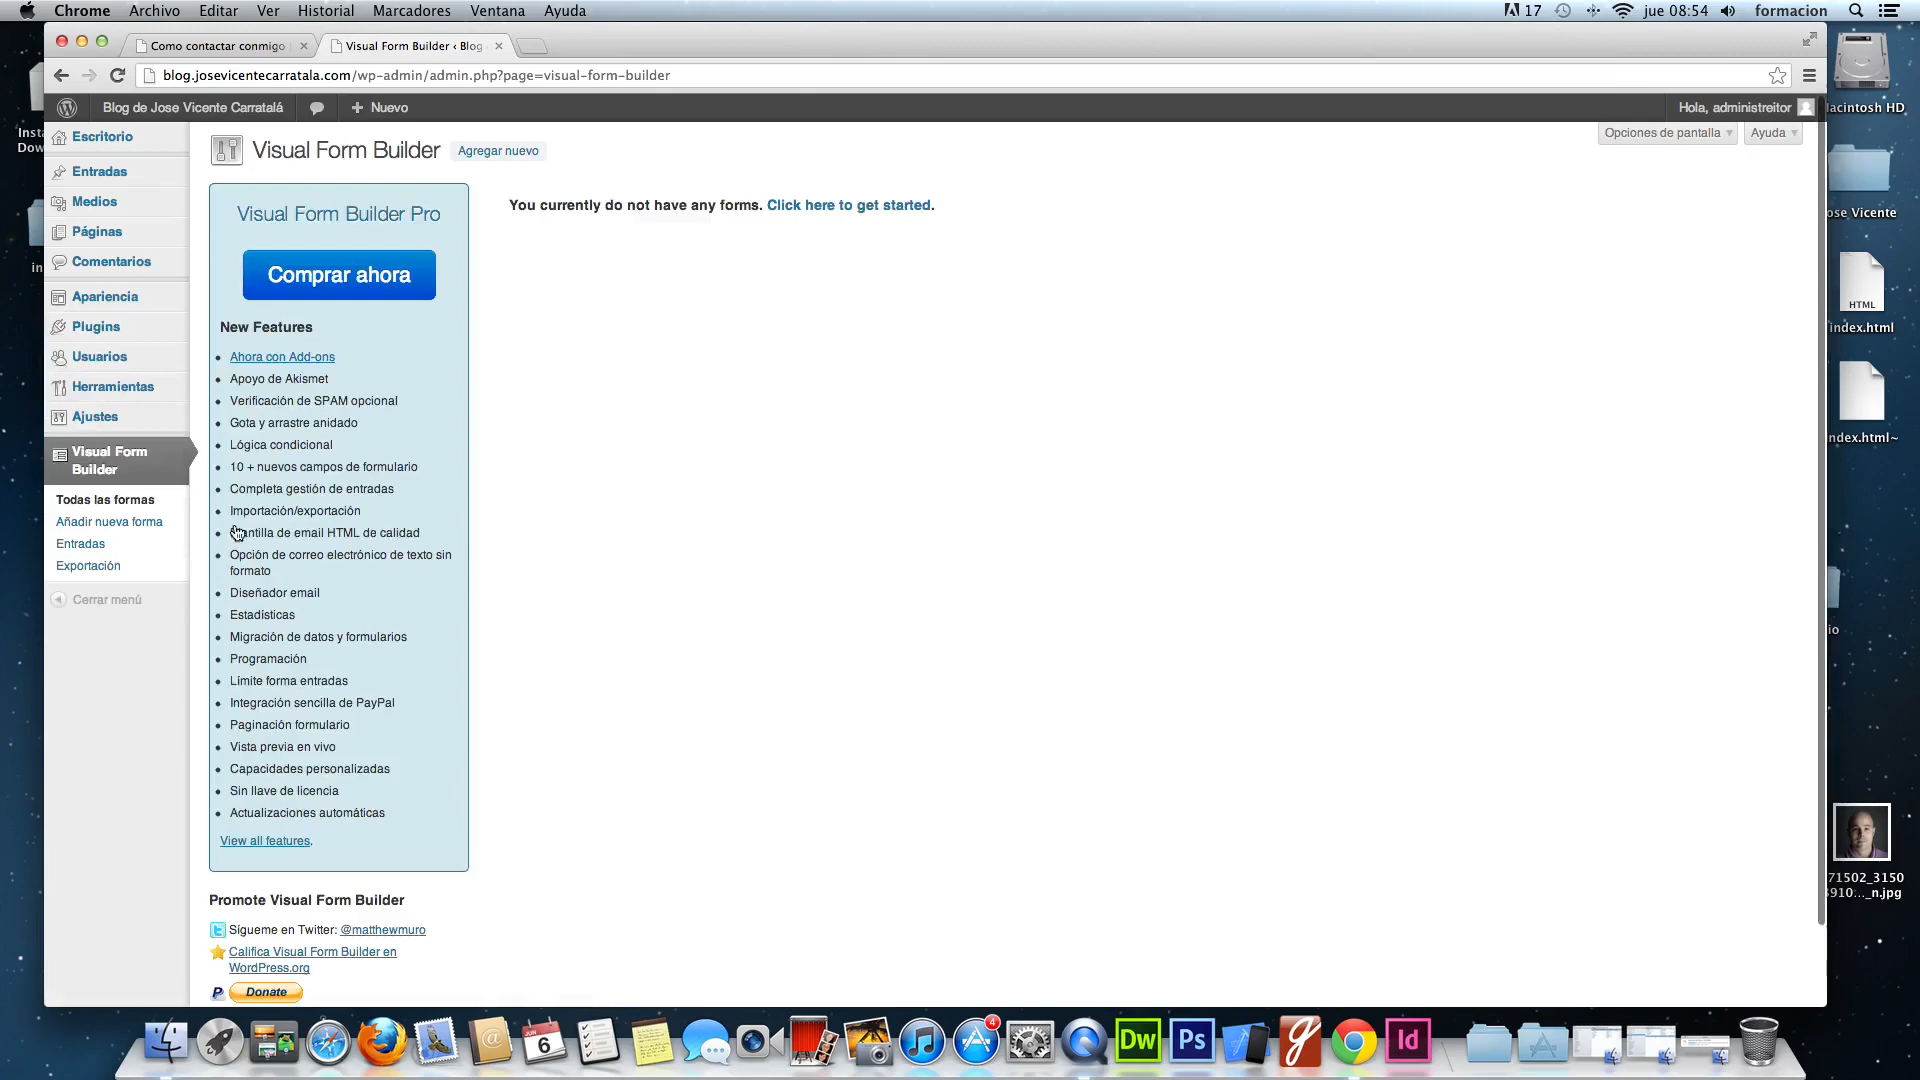 Chrome Archivo Editar Ver Historial Marcadores Ventana Ayuda
17 jue 08:54 formacion
Como contactar conmigo
Visual Form Builder ‹ Blog
blog.josevicentecarratala.com/wp-admin/admin.php?page=visual-form-builder
Blog de Jose Vicente Carratalá
+ Nuevo
Hola, administreitor
Escritorio
Entradas
Medios
Páginas
Comentarios
Apariencia
Plugins
Usuarios
Herramientas
Ajustes
Visual Form
Builder
Todas las formas
Añadir nueva forma
Entradas
Exportación
Cerrar menú
Visual Form Builder
Agregar nuevo
Opciones de pantalla
Ayuda
Visual Form Builder Pro
Comprar ahora
New Features
Ahora con Add-ons
Apoyo de Akismet
Verificación de SPAM opcional
Gota y arrastre anidado
Lógica condicional
10 + nuevos campos de formulario
Completa gestión de entradas
Importación/exportación
antilla de email HTML de calidad
Opción de correo electrónico de texto sin
formato
Diseñador email
Estadísticas
Migración de datos y formularios
Programación
Límite forma entradas
Integración sencilla de PayPal
Paginación formulario
Vista previa en vivo
Capacidades personalizadas
Sin llave de licencia
Actualizaciones automáticas
View all features.
Promote Visual Form Builder
Sígueme en Twitter: @matthewmuro
Califica Visual Form Builder en
WordPress.org
Donate
You currently do not have any forms. Click here to get started.
acintosh HD
ose Vicente
HTML
index.html
ndex.html~
io
71502_3150
910..._n.jpg
Insta
Dow
in
JUN
6
4
Dw
Ps
Id